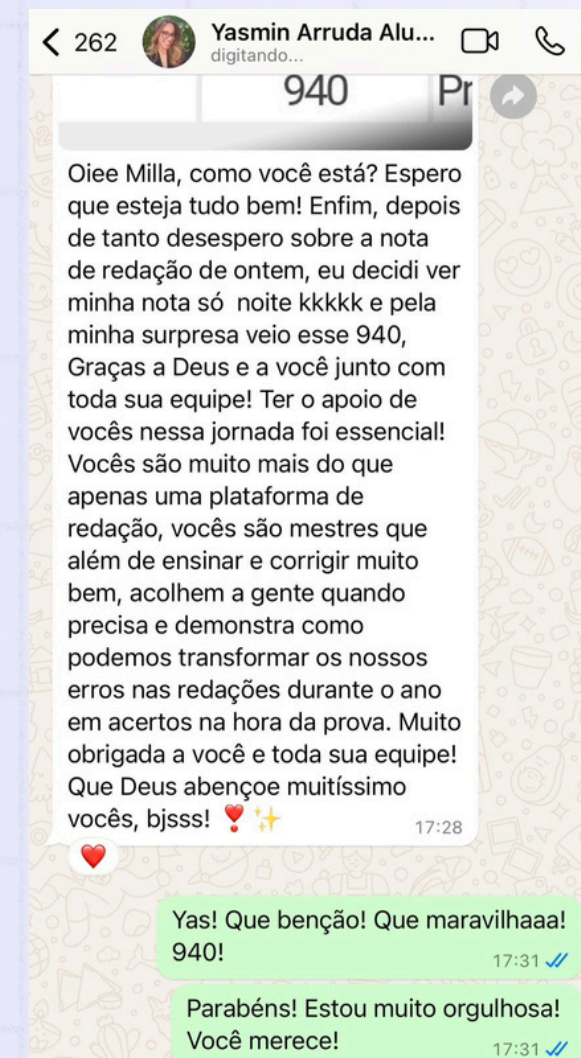 262
Yasmin Arruda Alu...
digitando...
940
Pr
Oiee Milla, como você está? Espero
que esteja tudo bem! Enfim, depois
de tanto desespero sobre a nota
de redação de ontem, eu decidi ver
minha nota só  noite kkkkk e pela
minha surpresa veio esse 940,
Graças a Deus e a você junto com
toda sua equipe! Ter o apoio de
vocês nessa jornada foi essencial!
Vocês são muito mais do que
apenas uma plataforma de
redação, vocês são mestres que
além de ensinar e corrigir muito
bem, acolhem a gente quando
precisa e demonstra como
podemos transformar os nossos
erros nas redações durante o ano
em acertos na hora da prova. Muito
obrigada a você e toda sua equipe!
Que Deus abençoe muitíssimo
vocês, bjsss! ❣️✨
17:28
❤️
Yas! Que benção! Que maravilhaaa!
940!
17:31
Parabéns! Estou muito orgulhosa!
Você merece!
17:31